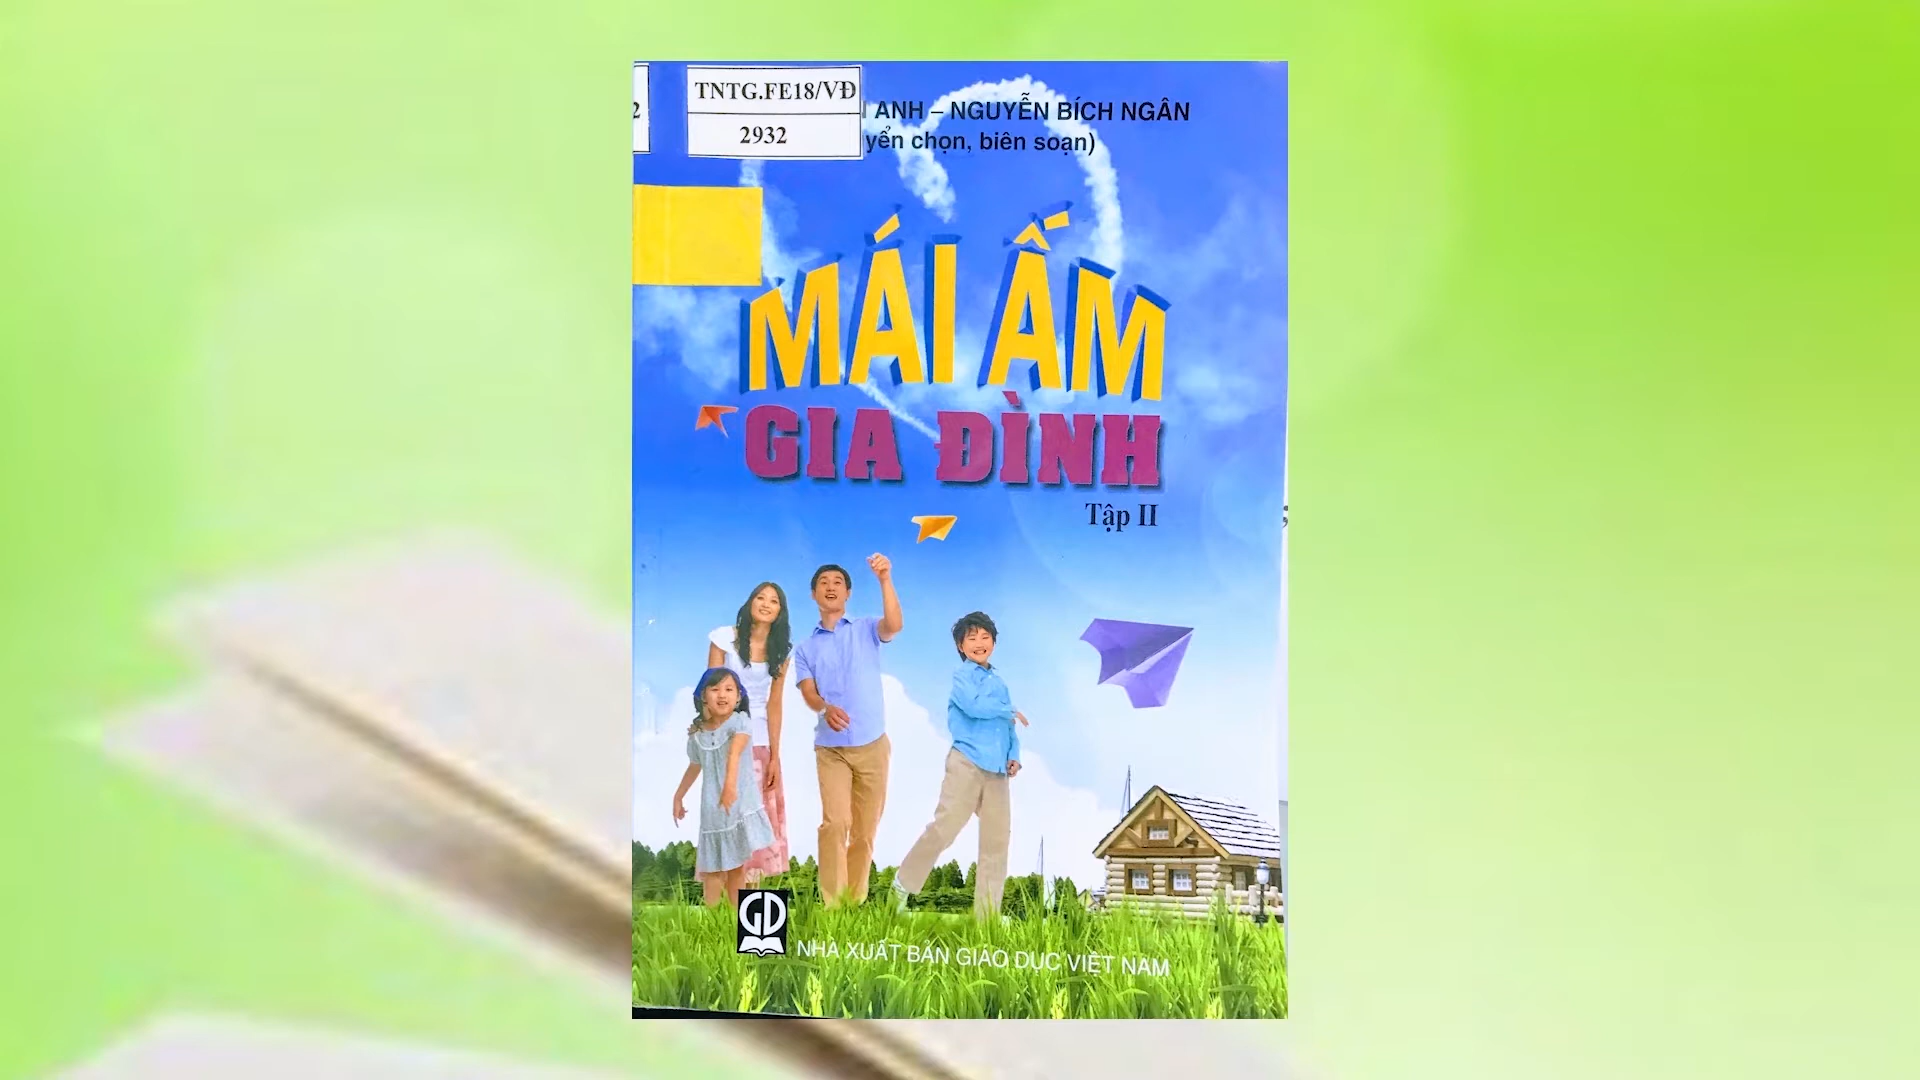 TNTG.FE18/VĐ
2932
2
ANH – NGUYỄN BÍCH NGÂN
yển chọn, biên soạn)
MÁI ẤM
GIA ĐÌNH
Tập II
GD
NHÀ XUẤT BẢN GIÁO DỤC VIỆT NAM